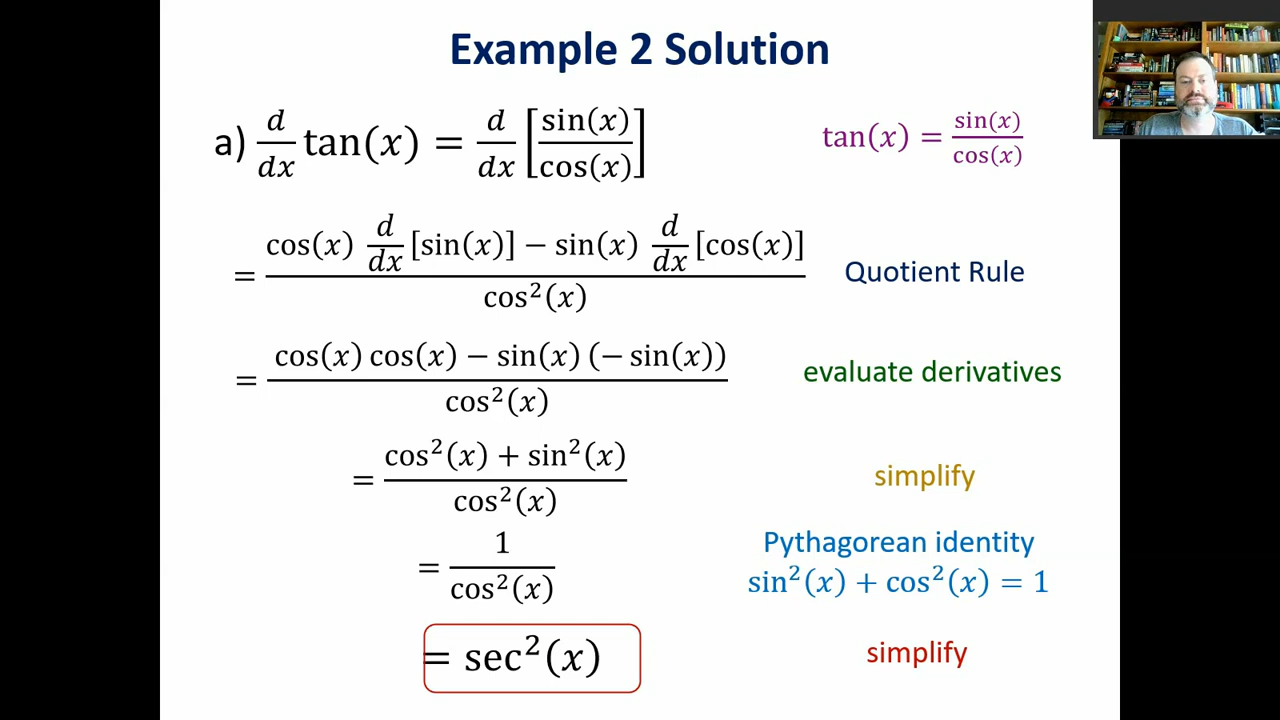 Example 2 Solution
a) d/dx tan(x) = d/dx [sin(x)/cos(x)]
tan(x) = sin(x)/cos(x)
= (cos(x) d/dx [sin(x)] − sin(x) d/dx [cos(x)])/cos²(x)
Quotient Rule
= (cos(x) cos(x) − sin(x) (− sin(x)))/cos²(x)
evaluate derivatives
= (cos²(x) + sin²(x))/cos²(x)
simplify
= 1/cos²(x)
Pythagorean identity
sin²(x) + cos²(x) = 1
= sec²(x)
simplify